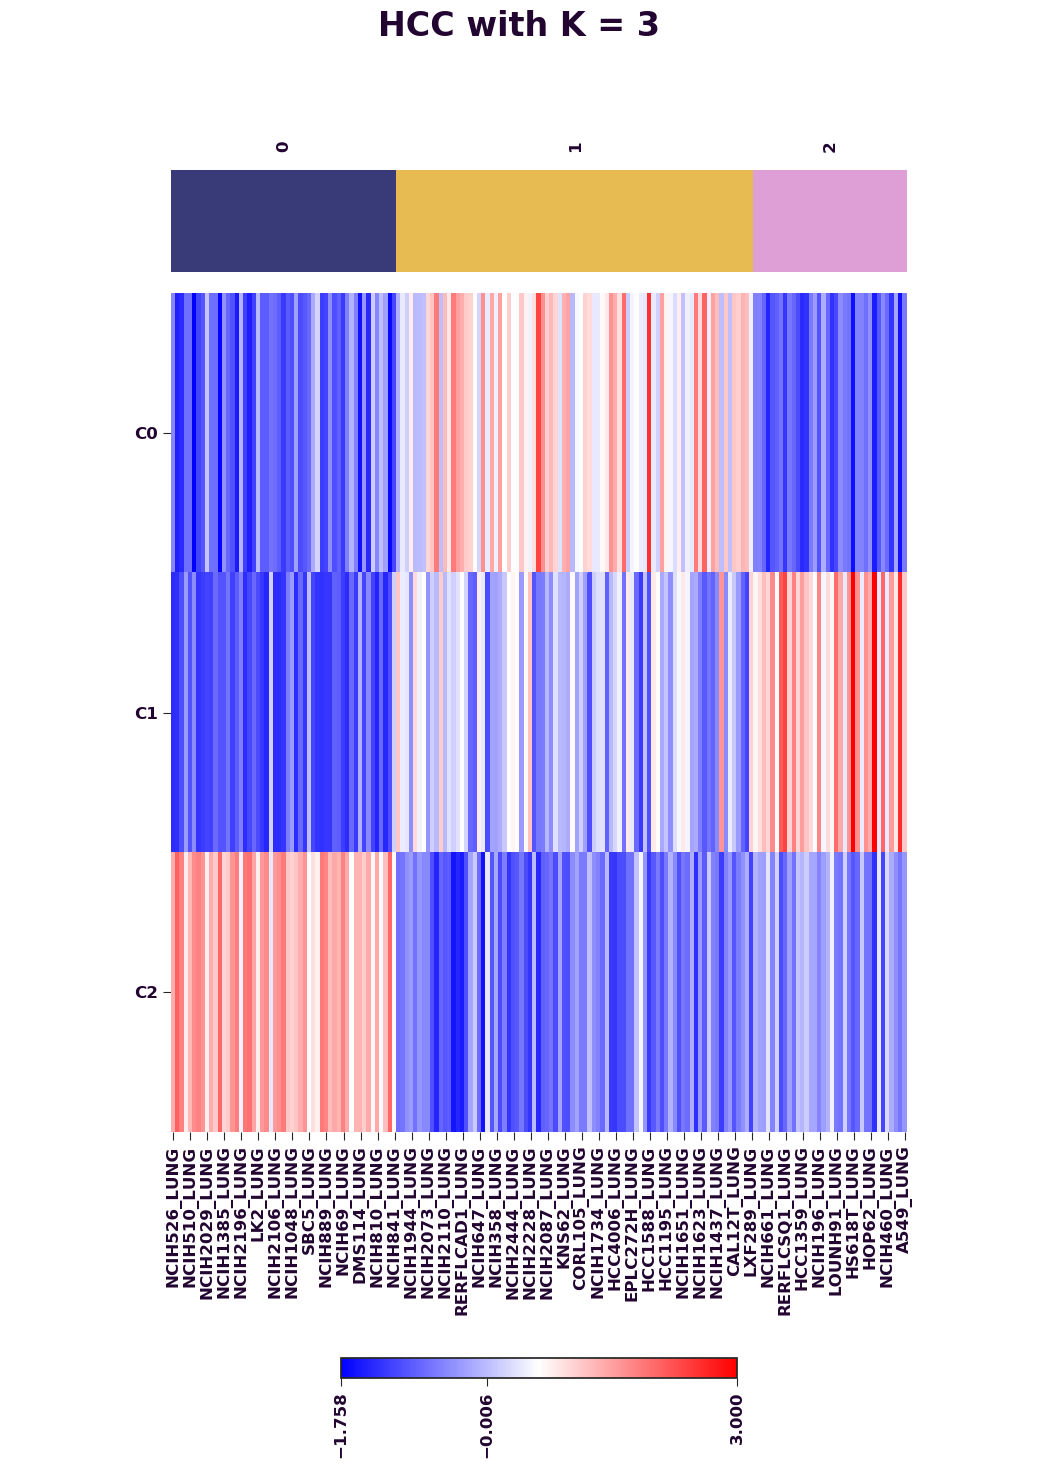 HCC with K = 3
0
1
2
C0
C1
C2
NCIH526_LUNG
NCIH510_LUNG
NCIH2029_LUNG
NCIH1385_LUNG
NCIH2196_LUNG
LK2_LUNG
NCIH2106_LUNG
NCIH1048_LUNG
SBC5_LUNG
NCIH889_LUNG
NCIH69_LUNG
DMS114_LUNG
NCIH810_LUNG
NCIH841_LUNG
NCIH1944_LUNG
NCIH2073_LUNG
NCIH2110_LUNG
RERFLCAD1_LUNG
NCIH647_LUNG
NCIH358_LUNG
NCIH2444_LUNG
NCIH2228_LUNG
NCIH2087_LUNG
KNS62_LUNG
CORL105_LUNG
NCIH1734_LUNG
HCC4006_LUNG
EPLC272H_LUNG
HCC1588_LUNG
HCC1195_LUNG
NCIH1651_LUNG
NCIH1623_LUNG
NCIH1437_LUNG
CAL12T_LUNG
LXF289_LUNG
NCIH661_LUNG
RERFLCSQ1_LUNG
HCC1359_LUNG
NCIH196_LUNG
LOUNH91_LUNG
HS618T_LUNG
HOP62_LUNG
NCIH460_LUNG
A549_LUNG
−1.758
−0.006
3.000